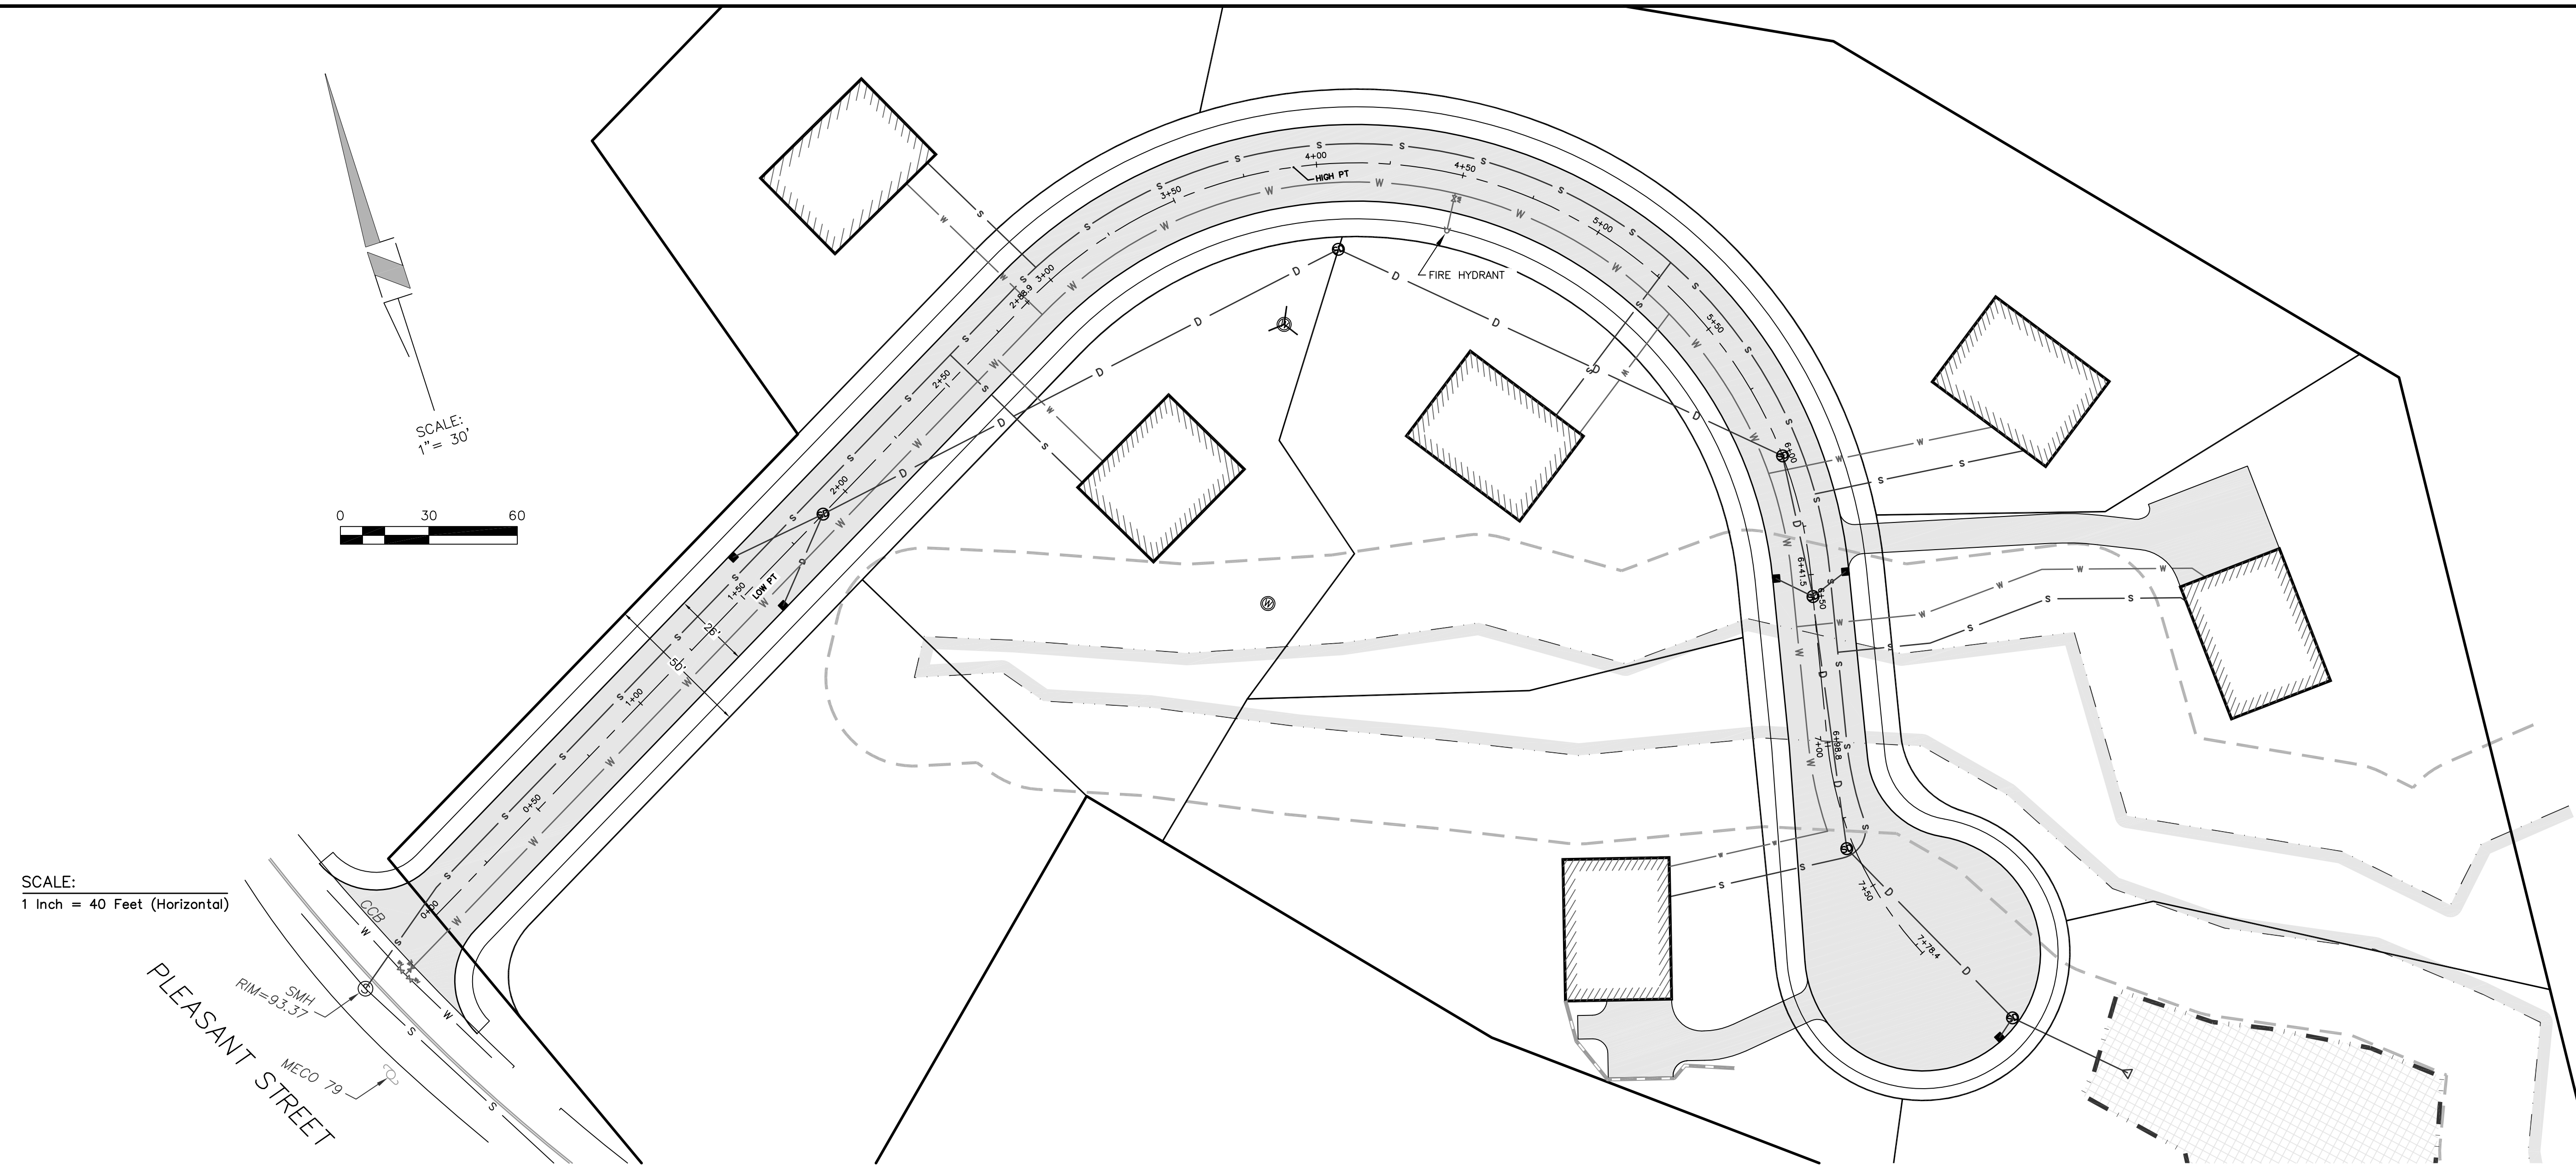 SCALE:
1"= 30'
0 30 60
SCALE:
1 Inch = 40 Feet (Horizontal)
PLEASANT STREET
SMH
RIM=93.37
MECO 79
CCB
0+00
0+50
1+00
50'
26'
LOW PT
1+50
2+00
2+50
2+88.9
3+00
3+50
4+00
HIGH PT
4+50
FIRE HYDRANT
5+00
5+50
6+00
6+41.5
6+50
6+98.8
7+00
7+50
7+78.4
S
W
D